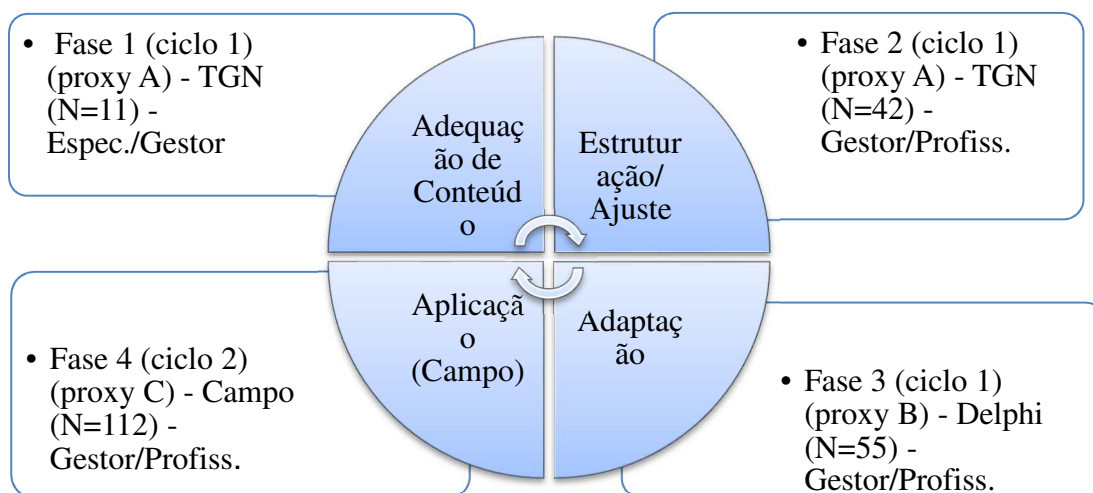 • Fase 1 (ciclo 1)
(proxy A) - TGN
(N=11) -
Espec./Gestor
Adequaç
ão de
Conteúd
o
Estrutur
ação/
Ajuste
• Fase 2 (ciclo 1)
(proxy A) - TGN
(N=42) -
Gestor/Profiss.
• Fase 4 (ciclo 2)
(proxy C) - Campo
(N=112) -
Gestor/Profiss.
Aplicaçã
o
(Campo)
Adaptaç
ão
• Fase 3 (ciclo 1)
(proxy B) - Delphi
(N=55) -
Gestor/Profiss.